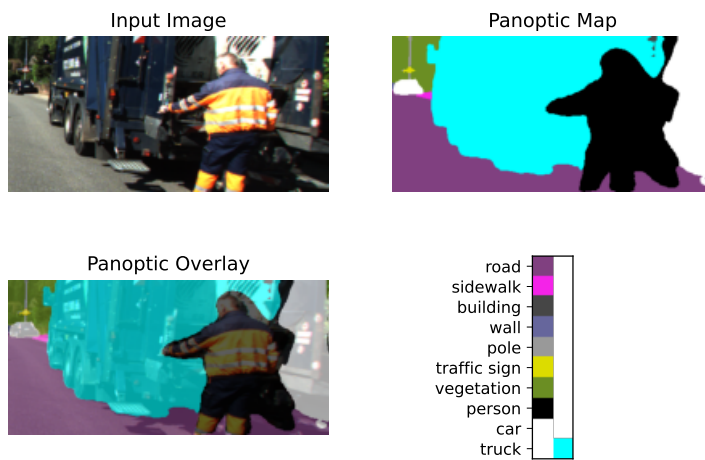 Input Image
Panoptic Map
Panoptic Overlay
road
sidewalk
building
wall
pole
traffic sign
vegetation
person
car
truck